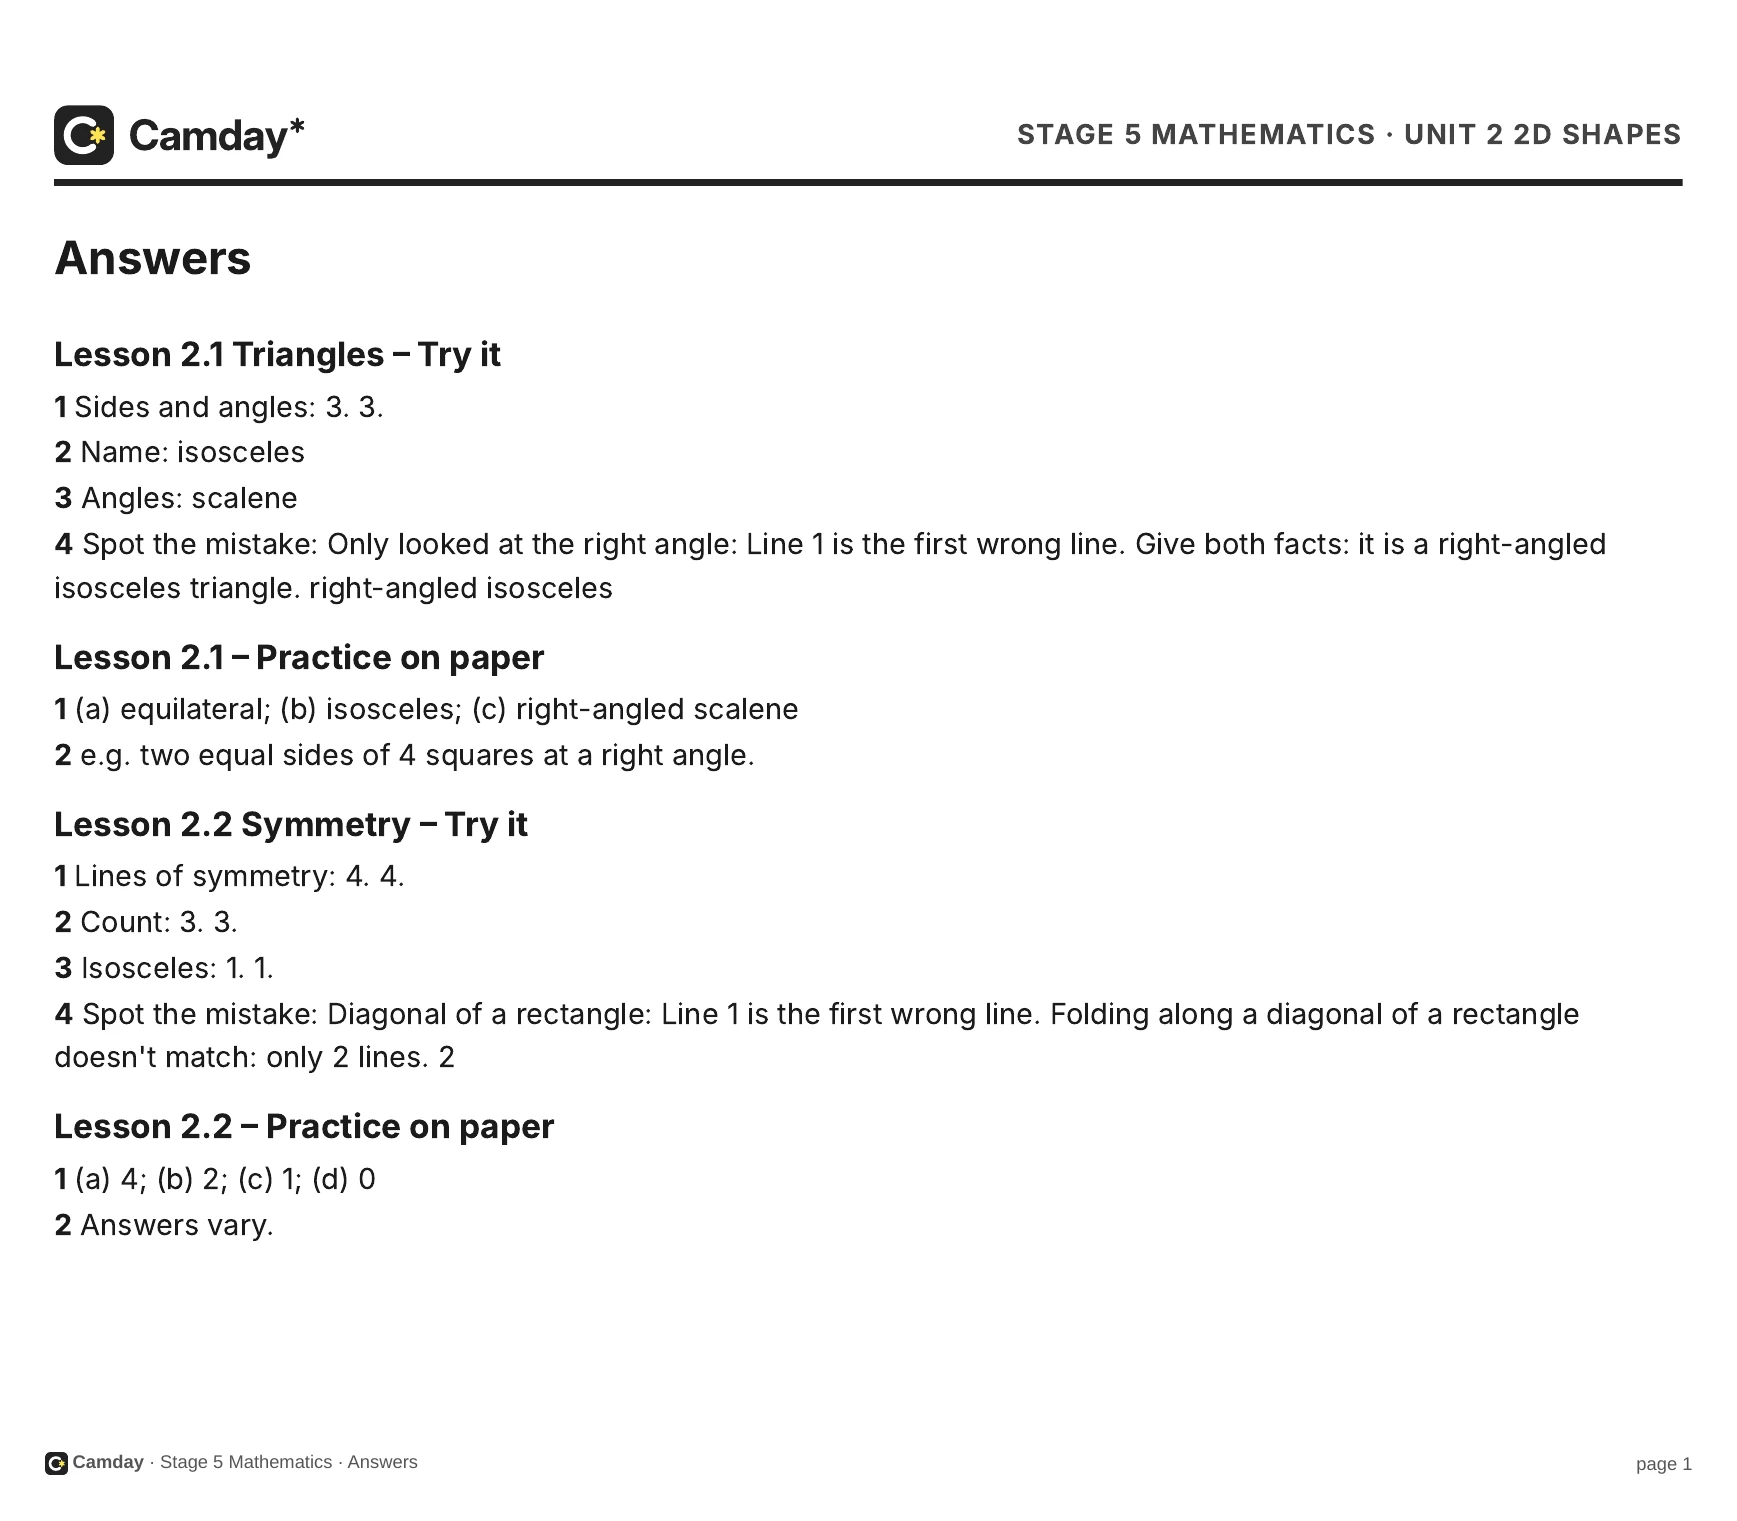 Camday*
STAGE 5 MATHEMATICS · UNIT 2 2D SHAPES
Answers
Lesson 2.1 Triangles – Try it
1 Sides and angles: 3. 3.
2 Name: isosceles
3 Angles: scalene
4 Spot the mistake: Only looked at the right angle: Line 1 is the first wrong line. Give both facts: it is a right-angled
isosceles triangle. right-angled isosceles
Lesson 2.1 – Practice on paper
1 (a) equilateral; (b) isosceles; (c) right-angled scalene
2 e.g. two equal sides of 4 squares at a right angle.
Lesson 2.2 Symmetry – Try it
1 Lines of symmetry: 4. 4.
2 Count: 3. 3.
3 Isosceles: 1. 1.
4 Spot the mistake: Diagonal of a rectangle: Line 1 is the first wrong line. Folding along a diagonal of a rectangle
doesn't match: only 2 lines. 2
Lesson 2.2 – Practice on paper
1 (a) 4; (b) 2; (c) 1; (d) 0
2 Answers vary.
Camday · Stage 5 Mathematics · Answers
page 1